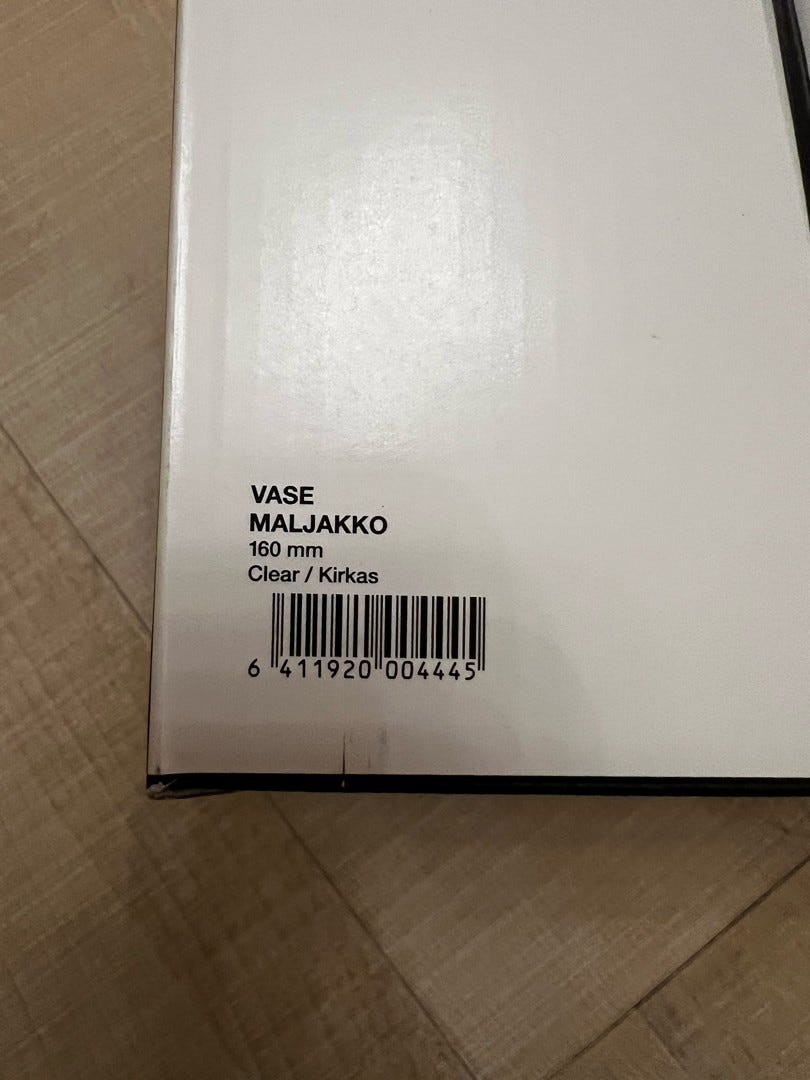 VASE
MALJAKKO
160 mm
Clear / Kirkas
6 411920 004445